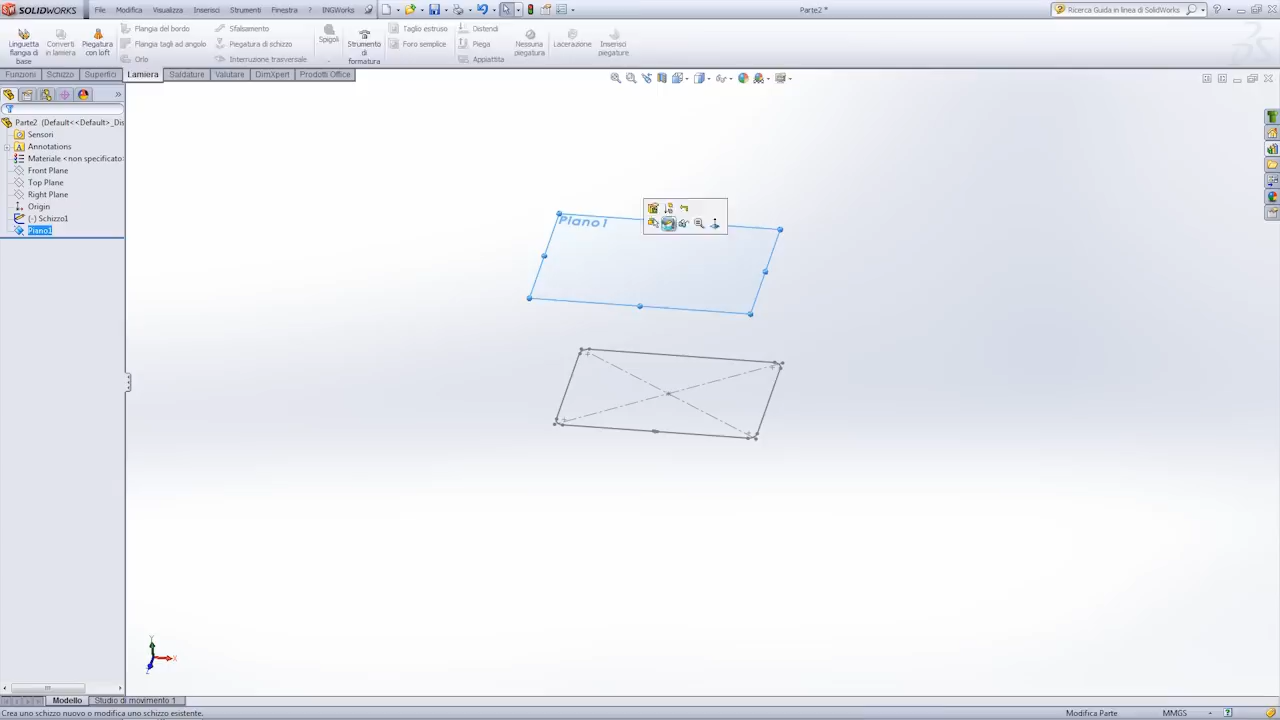 SOLIDWORKS File Modifica Visualizza Inserisci Strumenti Finestra ? INGWorks Parte2 * Ricerca Guida in linea di SolidWorks
Linguetta flangia di base
Converti in lamiera
Piegatura con loft
Flangia del bordo
Flangia tagli ad angolo
Orlo
Sfalsamento
Piegatura di schizzo
Interruzione trasversale
Spigoli
Strumento di formatura
Taglio estruso
Foro semplice
Distendi
Piega
Appiattita
Nessuna piegatura
Lacerazione
Inserisci piegature
Funzioni Schizzo Superfici Lamiera Saldature Valutare DimXpert Prodotti Office
Parte2 (Default<<Default>_Dis
Sensori
Annotations
Materiale <non specificato>
Front Plane
Top Plane
Right Plane
Origin
(-) Schizzo1
Piano1
Piano1
Y
X
Z
Modello Studio di movimento 1
Crea uno schizzo nuovo o modifica uno schizzo esistente. Modifica Parte MMGS